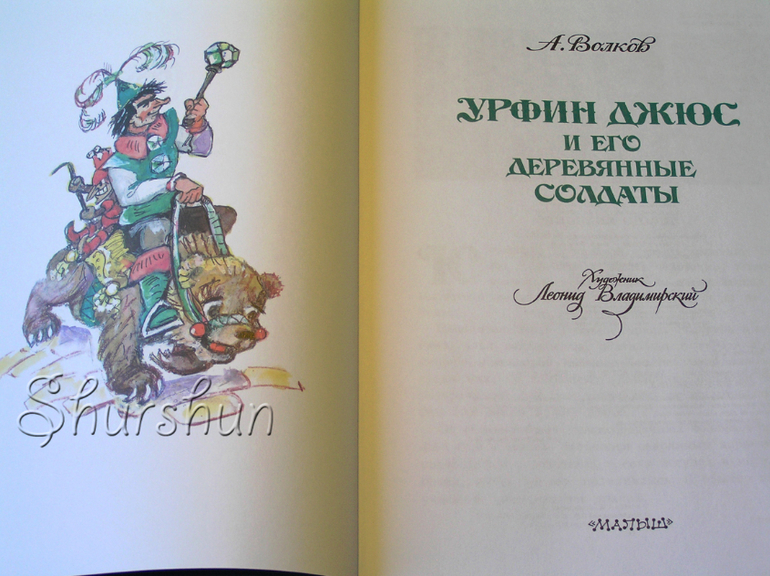 Shurshun
А. Волков
УРФИН ДЖЮС
И ЕГО
ДЕРЕВЯННЫЕ
СОЛДАТЫ
Художник
Леонид Владимирский
«МАЛЫШ»